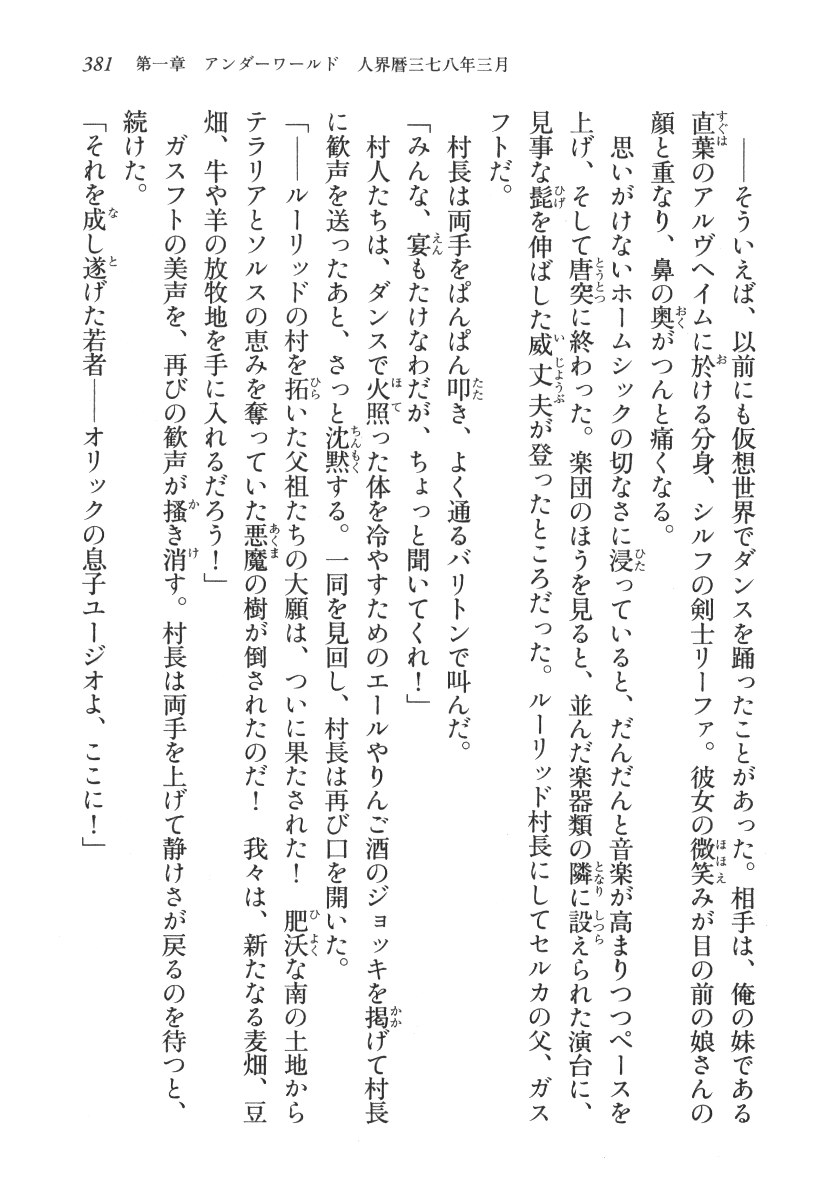 381　第一章　アンダーワールド　人界暦三七八年三月
――そういえば、以前にも仮想世界でダンスを踊ったことがあった。相手は、俺の妹である
直葉のアルヴヘイムに於ける分身、シルフの剣士リーファ。彼女の微笑みが目の前の娘さんの
顔と重なり、鼻の奥がつんと痛くなる。
思いがけないホームシックの切なさに浸っていると、だんだんと音楽が高まりつつペースを
上げ、そして唐突に終わった。楽団のほうを見ると、並んだ楽器類の隣に設えられた演台に、
見事な髭を伸ばした威丈夫が登ったところだった。ルーリッド村長にしてセルカの父、ガス
フトだ。
村長は両手をぱんぱん叩き、よく通るバリトンで叫んだ。
「みんな、宴もたけなわだが、ちょっと聞いてくれ！」
村人たちは、ダンスで火照った体を冷やすためのエールやりんご酒のジョッキを掲げて村長
に歓声を送ったあと、さっと沈黙する。一同を見回し、村長は再び口を開いた。
「――ルーリッドの村を拓いた父祖たちの大願は、ついに果たされた！　肥沃な南の土地から
テラリアとソルスの恵みを奪っていた悪魔の樹が倒されたのだ！　我々は、新たなる麦畑、豆
畑、牛や羊の放牧地を手に入れるだろう！」
ガスフトの美声を、再びの歓声が掻き消す。村長は両手を上げて静けさが戻るのを待つと、
続けた。
「それを成し遂げた若者――オリックの息子ユージオよ、ここに！」